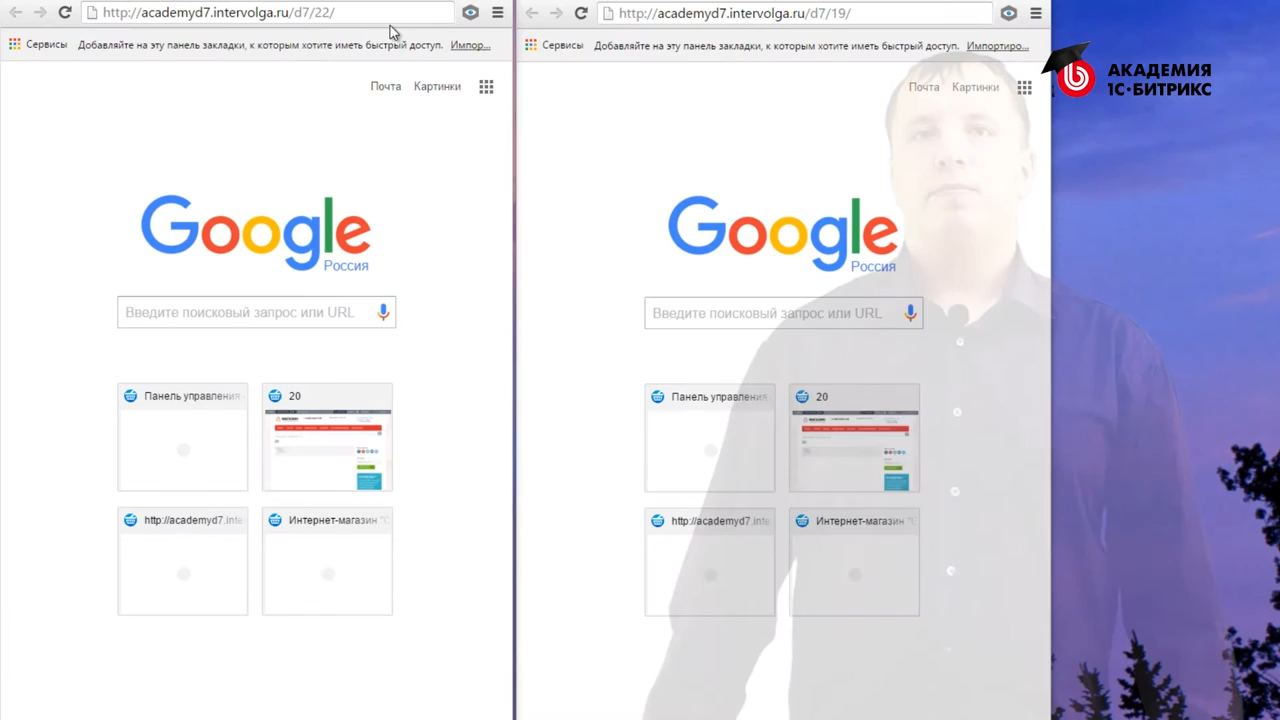 http://academyd7.intervolga.ru/d7/22/
Сервисы Добавляйте на эту панель закладки, к которым хотите иметь быстрый доступ. Импор...
Почта Картинки
Google
Россия
Введите поисковый запрос или URL
Панель управления -
20
http://academyd7.inte
Интернет-магазин "С
http://academyd7.intervolga.ru/d7/19/
Сервисы Добавляйте на эту панель закладки, к которым хотите иметь быстрый доступ. Импортиро...
Почта Картинки
Google
Россия
Введите поисковый запрос или URL
Панель управления
20
http://academyd7.inte
Интернет-магазин "С
АКАДЕМИЯ
1С·БИТРИКС